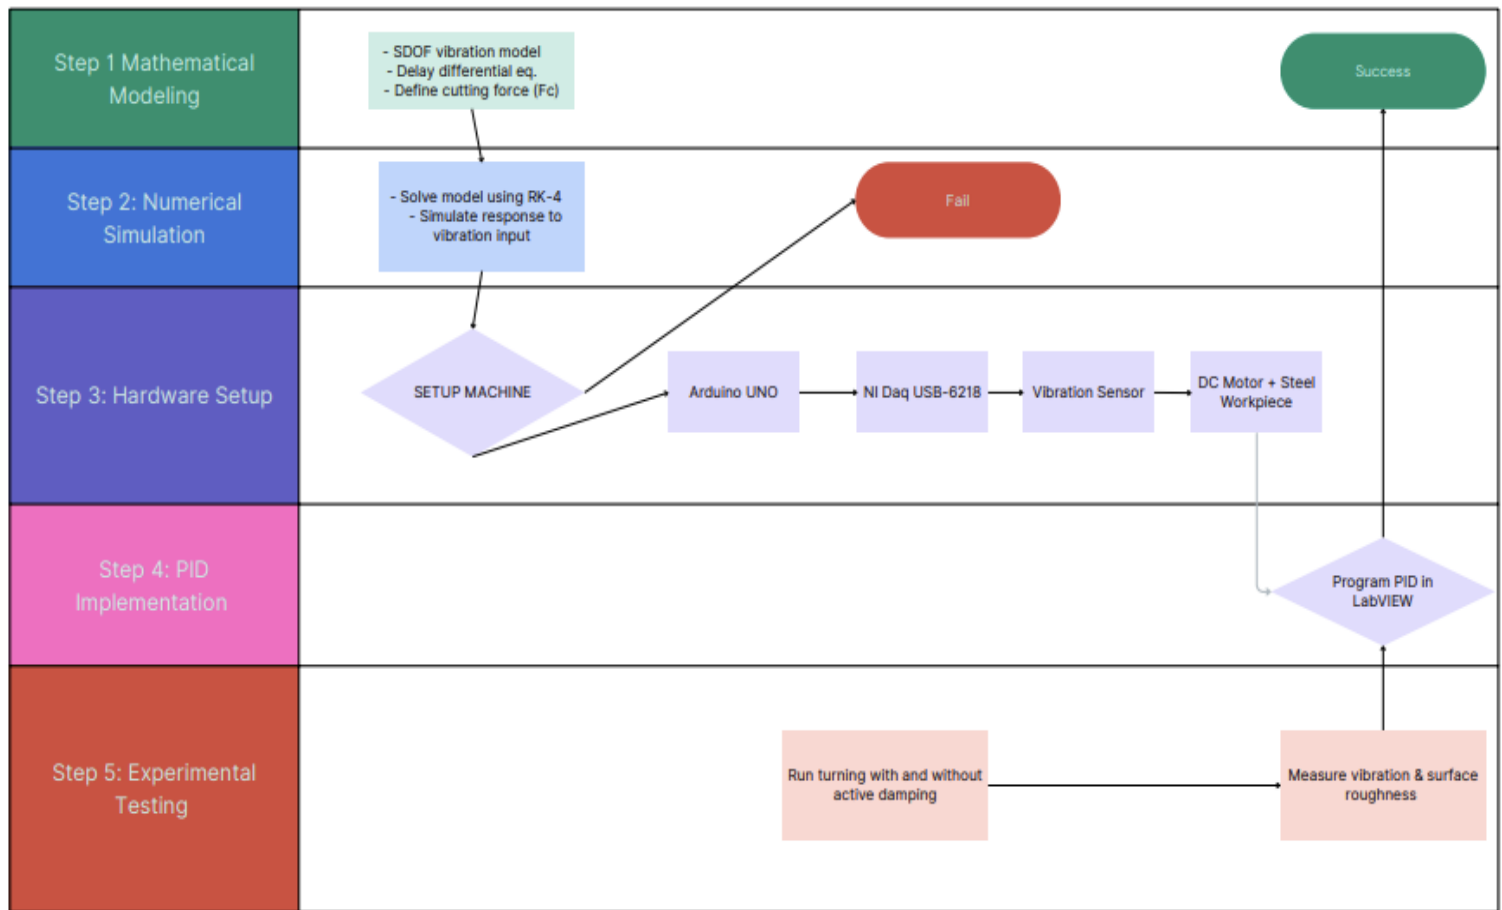 Step 1 Mathematical
Modeling
- SDOF vibration model
- Delay differential eq.
- Define cutting force (Fc)
Success
Step 2: Numerical
Simulation
- Solve model using RK-4
- Simulate response to
vibration input
Fail
Step 3: Hardware Setup
SETUP MACHINE
Arduino UNO
NI Daq USB-6218
Vibration Sensor
DC Motor + Steel
Workpiece
Step 4: PID
Implementation
Program PID in
LabVIEW
Step 5: Experimental
Testing
Run turning with and without
active damping
Measure vibration & surface
roughness